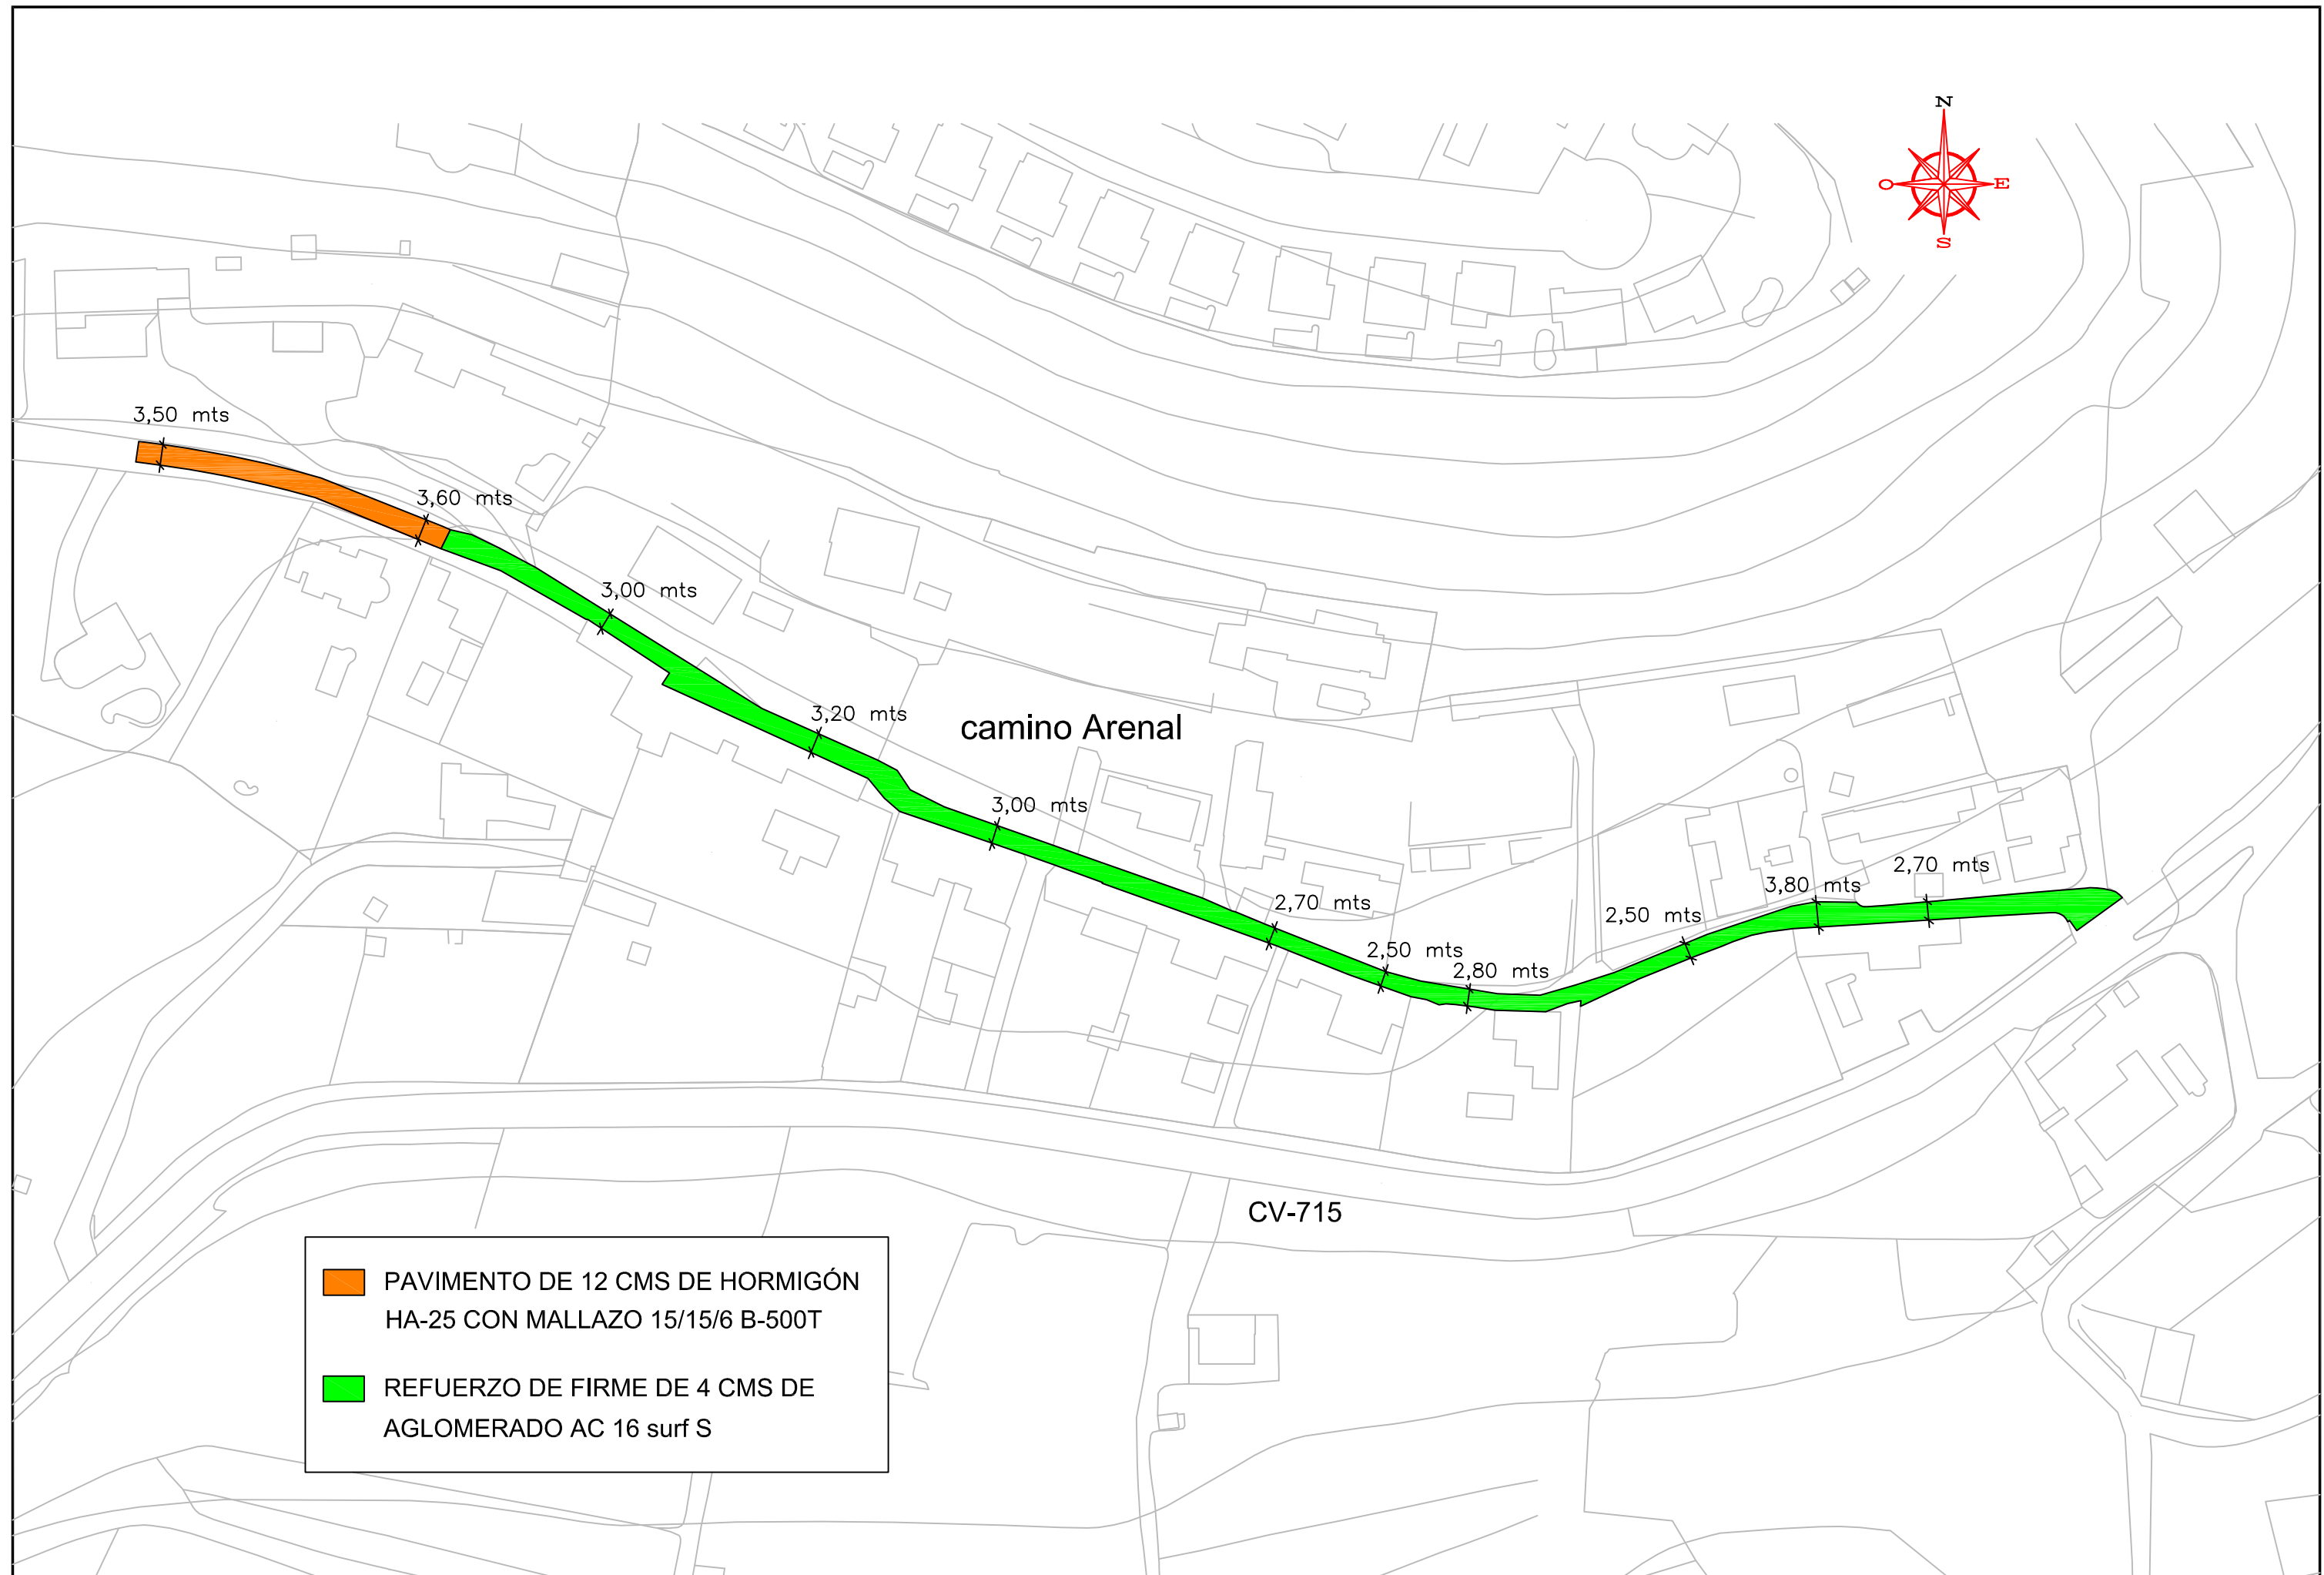 N
O E
S
3,50 mts
3,60 mts
3,00 mts
3,20 mts
camino Arenal
3,00 mts
2,70 mts
2,50 mts
2,80 mts
2,50 mts
3,80 mts
2,70 mts
CV-715
PAVIMENTO DE 12 CMS DE HORMIGÓN
HA-25 CON MALLAZO 15/15/6 B-500T
REFUERZO DE FIRME DE 4 CMS DE
AGLOMERADO AC 16 surf S